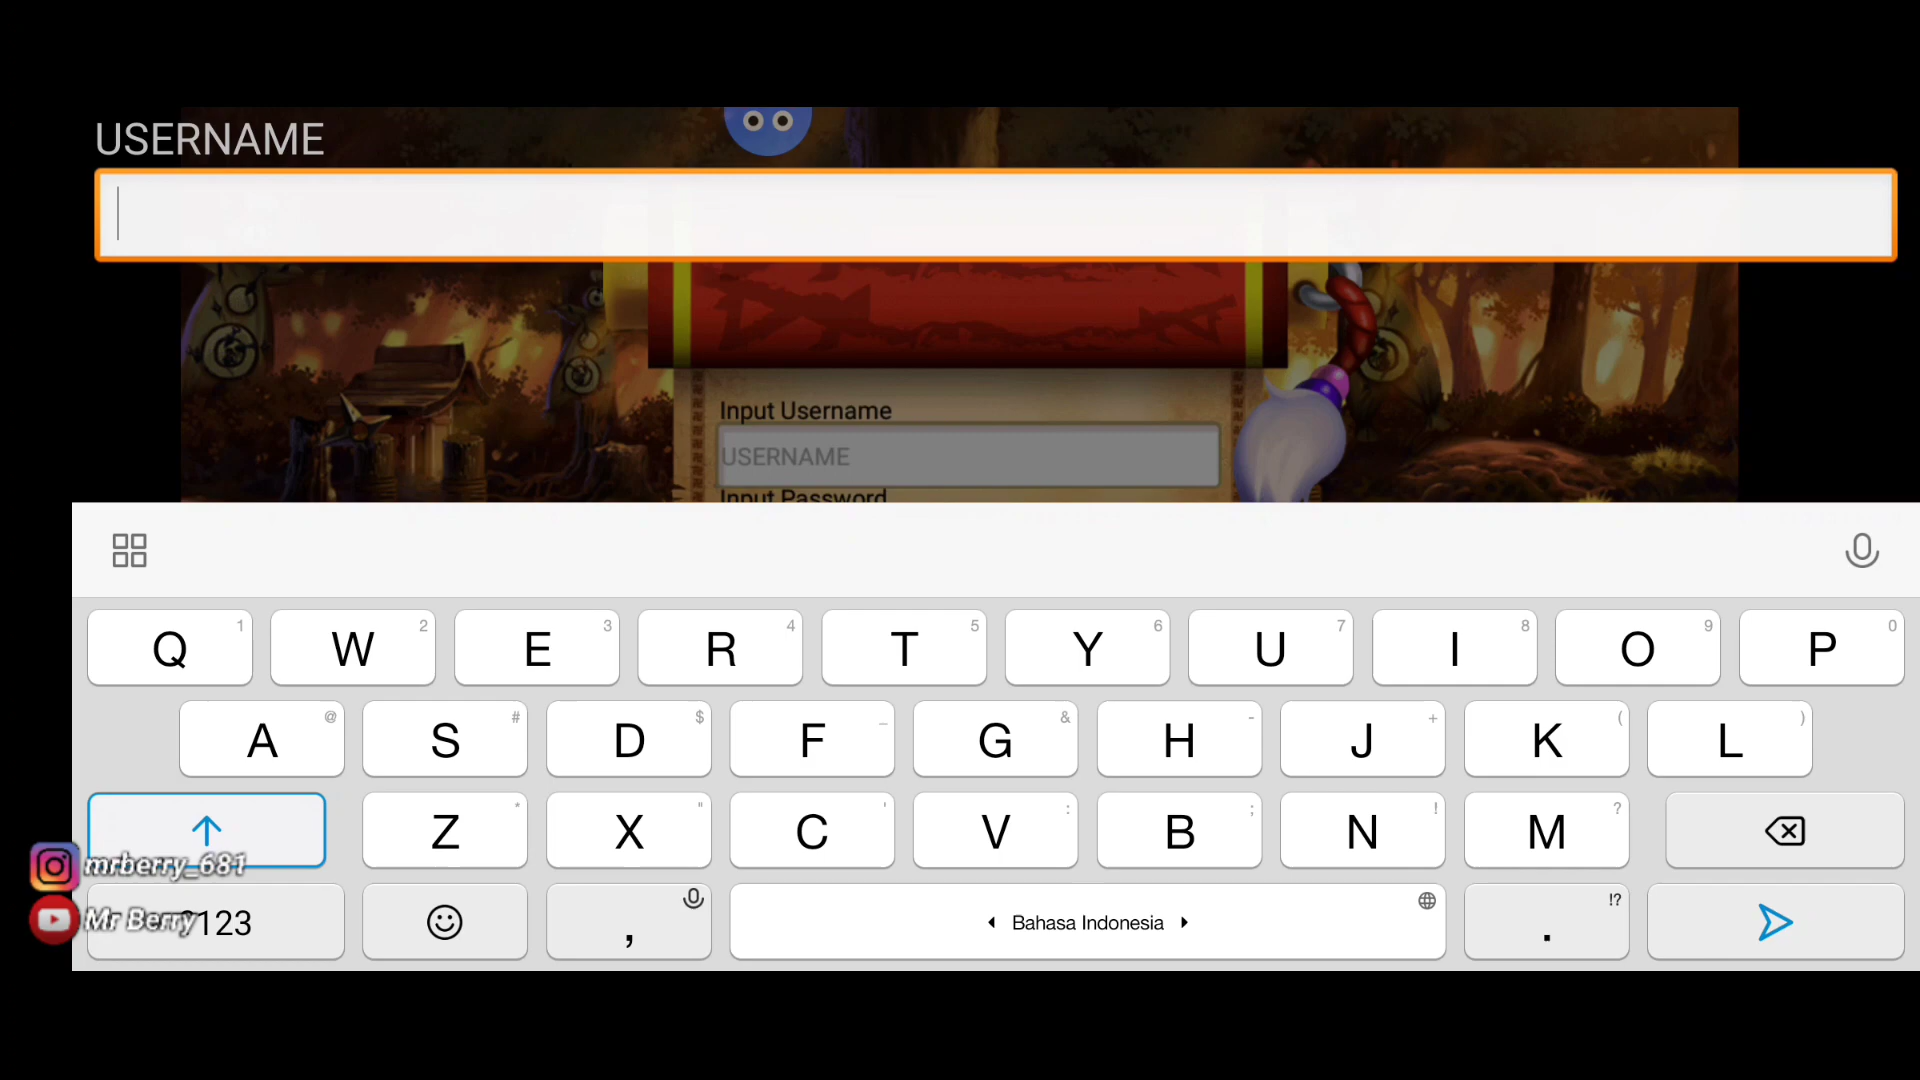 USERNAME
Input Username
USERNAME
Input Password
Q 1 W 2 E 3 R 4 T 5 Y 6 U 7 I 8 O 9 P 0
A @ S # D $ F _ G & H - J + K ( L )
Z * X " C ' V : B ; N ! M ?
mrberry_681
Mr Berry
?123 , Bahasa Indonesia . !?